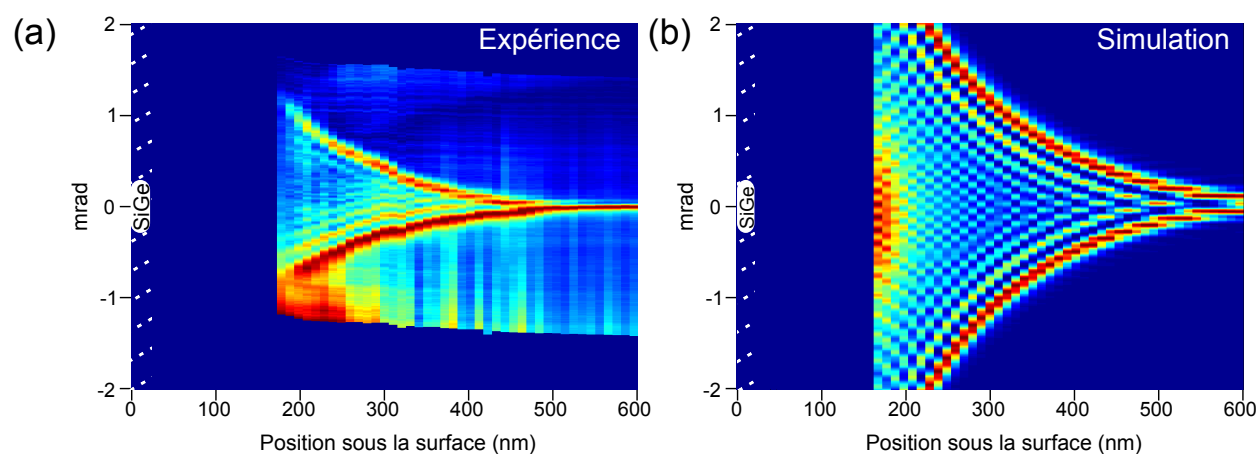 (a)
Expérience
2
1
0
-1
-2
mrad
SiGe
0
100
200
300
400
500
600
Position sous la surface (nm)
(b)
Simulation
2
1
0
-1
-2
mrad
SiGe
0
100
200
300
400
500
600
Position sous la surface (nm)